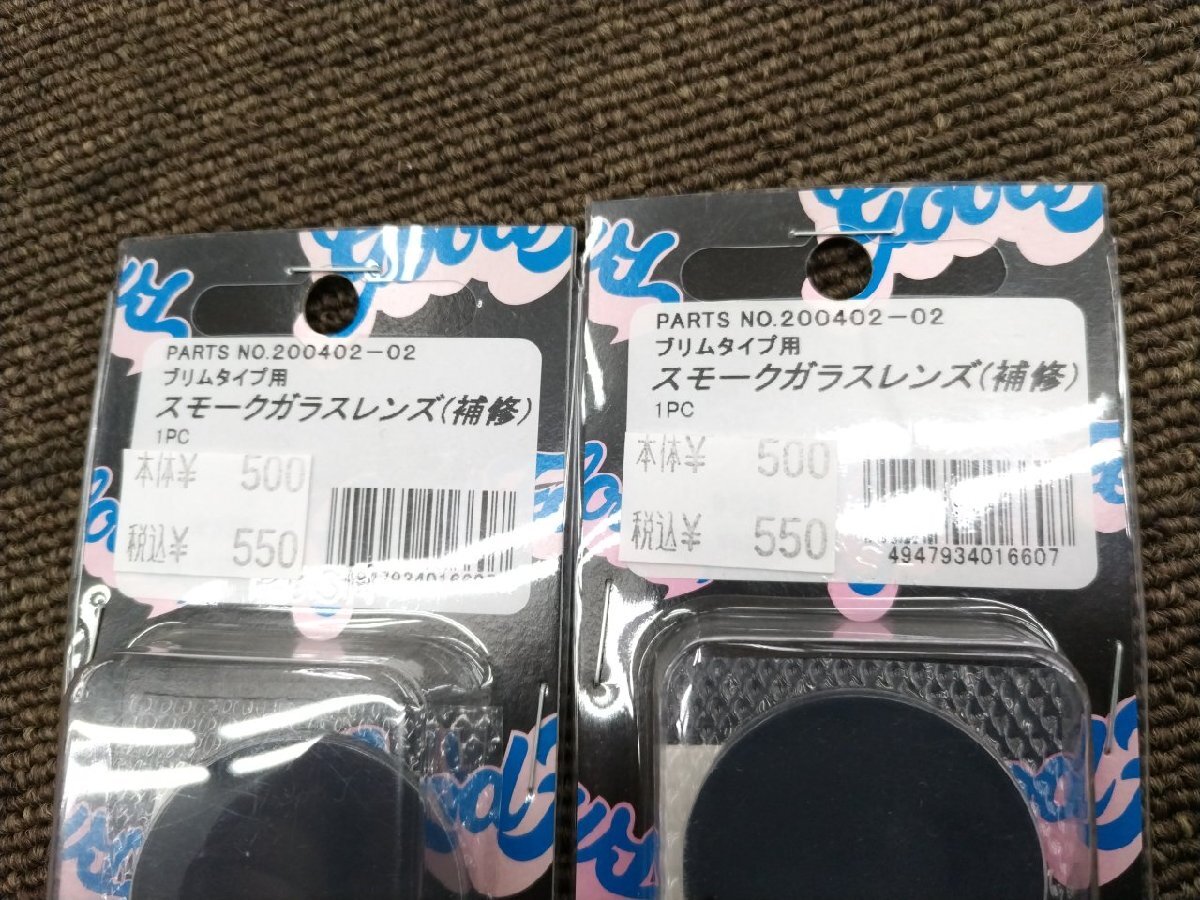 PARTS NO.200402-02
ブリムタイプ用
スモークガラスレンズ(補修)
1PC
本体¥ 500
税込¥ 550
PARTS NO.200402-02
ブリムタイプ用
スモークガラスレンズ(補修)
1PC
本体¥ 500
税込¥ 550
4947934016607